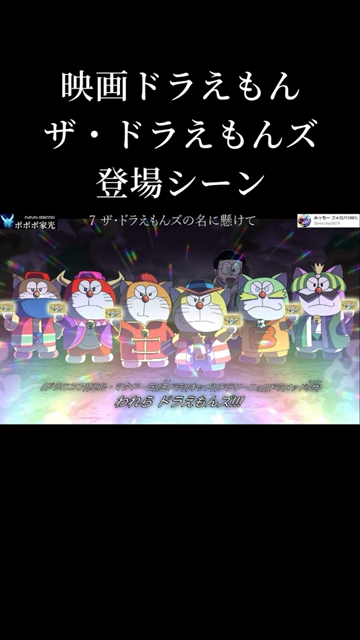 映画ドラえもん
ザ・ドラえもんズ
登場シーン
PAPAPA IEMITSU
ポポポ家光
7 ザ・ドラえもんズの名に懸けて
われら ドラえもんズ!!!